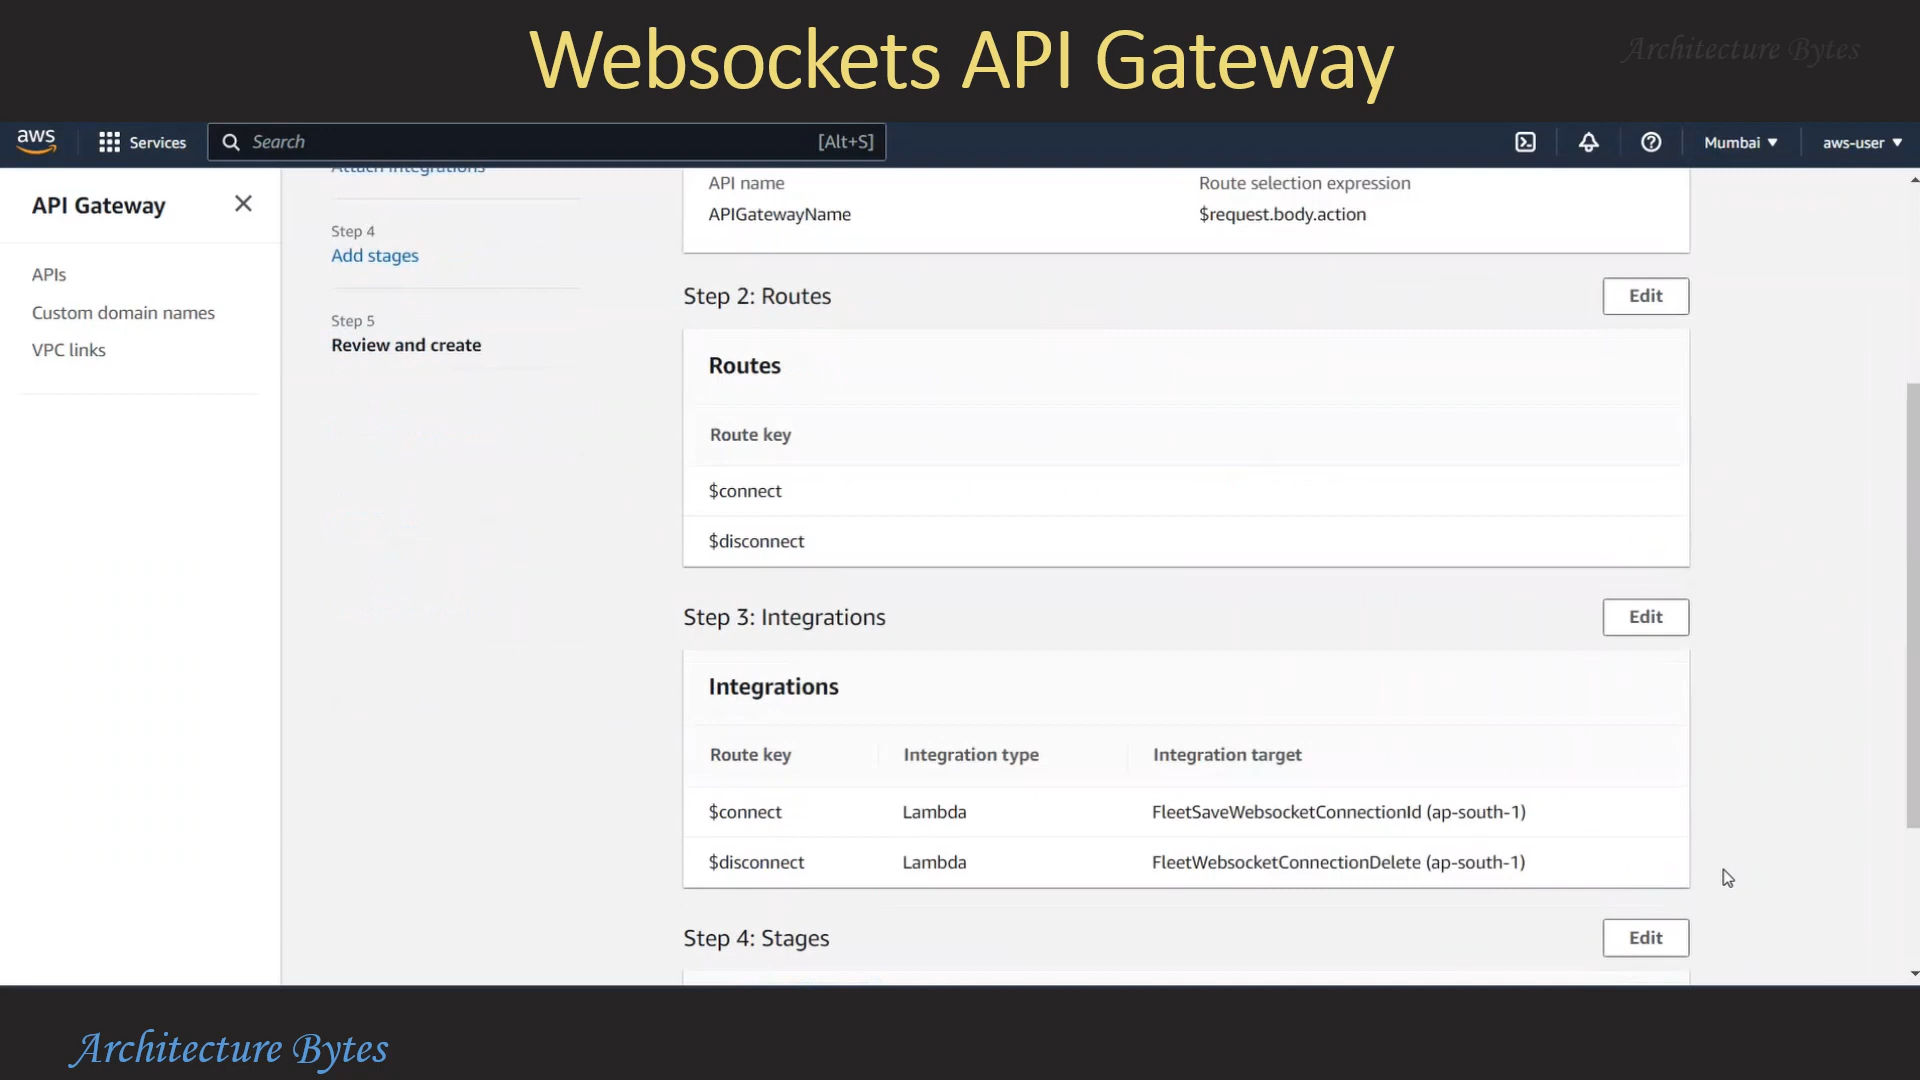 Websockets API Gateway
Architecture Bytes
aws
Services
Search
[Alt+S]
Mumbai
aws-user
API Gateway
APIs
Custom domain names
VPC links
Attach integrations
Step 4
Add stages
Step 5
Review and create
API name
Route selection expression
APIGatewayName
$request.body.action
Step 2: Routes
Edit
Routes
Route key
$connect
$disconnect
Step 3: Integrations
Edit
Integrations
Route key
Integration type
Integration target
$connect
Lambda
FleetSaveWebsocketConnectionId (ap-south-1)
$disconnect
Lambda
FleetWebsocketConnectionDelete (ap-south-1)
Step 4: Stages
Edit
Architecture Bytes